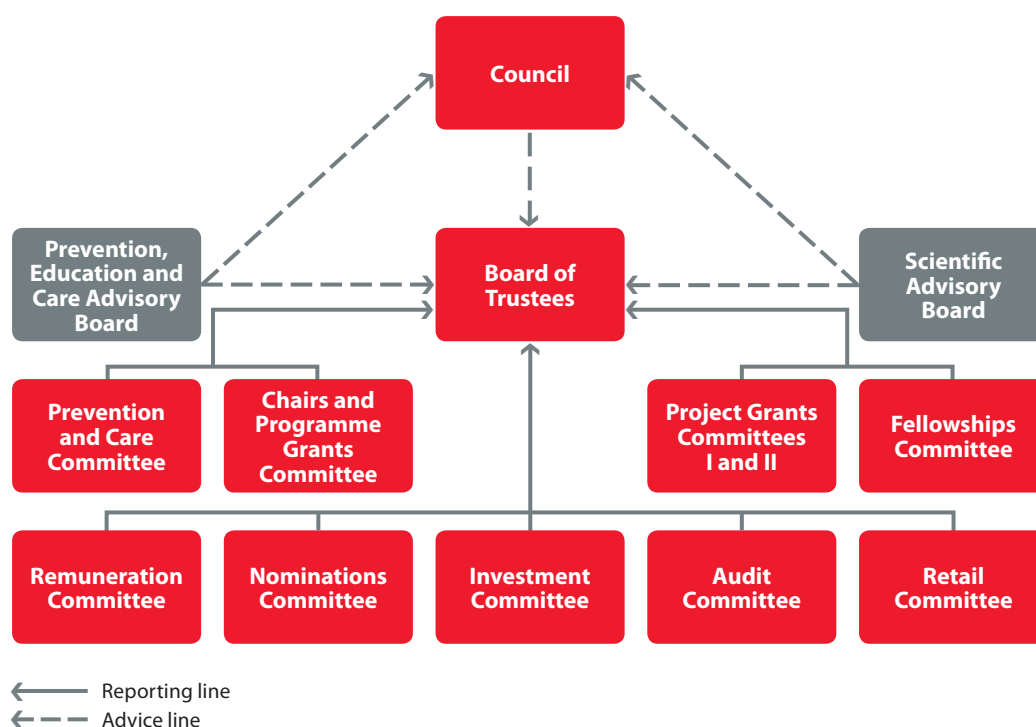 Council
Prevention,
Education and
Care Advisory
Board
Board of
Trustees
Scientific
Advisory
Board
Prevention
and Care
Committee
Chairs and
Programme
Grants
Committee
Project Grants
Committees
I and II
Fellowships
Committee
Remuneration
Committee
Nominations
Committee
Investment
Committee
Audit
Committee
Retail
Committee
Reporting line
Advice line